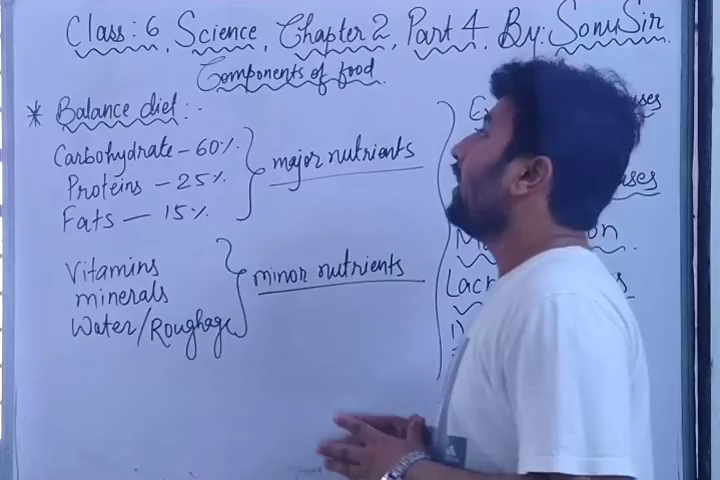 Class: 6, Science, Chapter 2, Part 4. By: Sonu Sir.
Components of food.
* Balance diet:-
Carbohydrate – 60%.
Proteins – 25%.
Fats — 15%.
major nutrients
Vitamins
minerals
Water/Roughage
minor nutrients